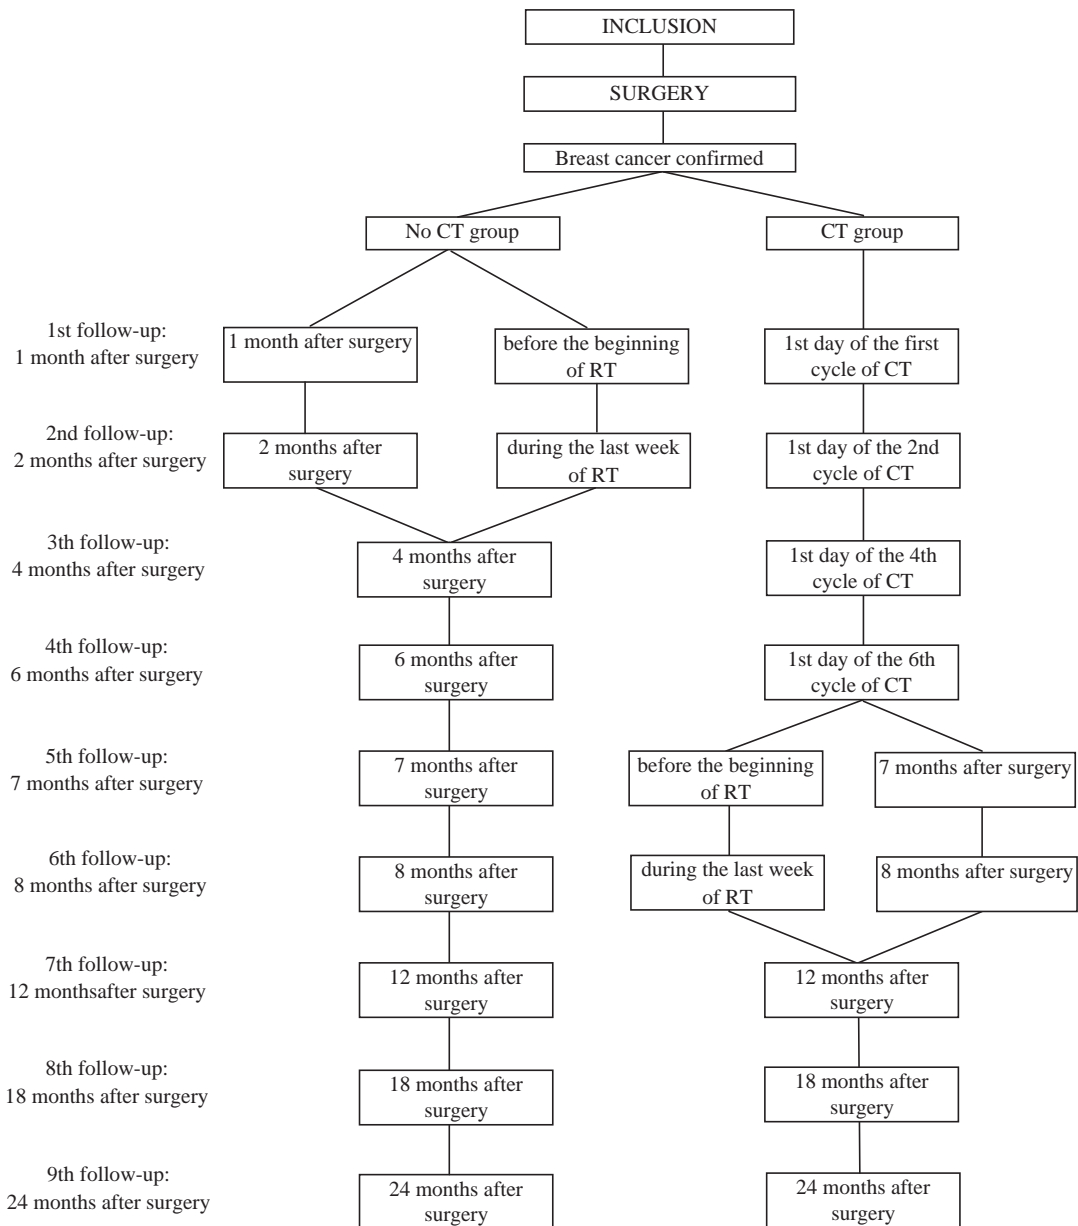 INCLUSION
SURGERY
Breast cancer confirmed
No CT group
CT group
1st follow-up:
1 month after surgery
1 month after surgery
before the beginning
of RT
1st day of the first
cycle of CT
2nd follow-up:
2 months after surgery
2 months after
surgery
during the last week
of RT
1st day of the 2nd
cycle of CT
3th follow-up:
4 months after surgery
4 months after
surgery
1st day of the 4th
cycle of CT
4th follow-up:
6 months after surgery
6 months after
surgery
1st day of the 6th
cycle of CT
5th follow-up:
7 months after surgery
7 months after
surgery
before the beginning
of RT
7 months after surgery
6th follow-up:
8 months after surgery
8 months after
surgery
during the last week
of RT
8 months after surgery
7th follow-up:
12 monthsafter surgery
12 months after
surgery
12 months after
surgery
8th follow-up:
18 months after surgery
18 months after
surgery
18 months after
surgery
9th follow-up:
24 months after surgery
24 months after
surgery
24 months after
surgery